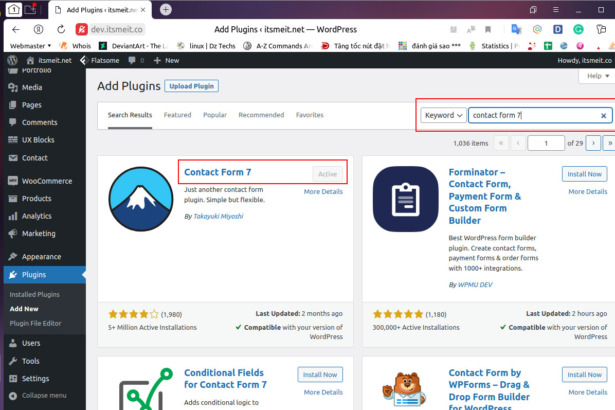 Add Plugins ‹ itsmeit.ne
dev.itsmeit.co
Add Plugins ‹ itsmeit.net — WordPress
Webmaster
Whois
DeviantArt - The L
linux | Dz Techs
A-Z Commands A
Tăng tốc nút đặt
đánh giá sao ***
Statistics | P
itsmeit.net
Flatsome
0
New
Howdy, itsmeit.co
Portfolio
Media
Pages
Comments
UX Blocks
Contact
WooCommerce
Products
Analytics
Marketing
Appearance
Plugins
Installed Plugins
Add New
Plugin File Editor
Users
Tools
Settings
Collapse menu
Help
Add Plugins
Upload Plugin
Search Results
Featured
Popular
Recommended
Favorites
Keyword
contact form 7
1,036 items
«
‹
1
of 29
›
»
Contact Form 7
Active
Just another contact form
plugin. Simple but flexible.
More Details
By Takayuki Miyoshi
(1,980)
Last Updated: 2 months ago
5+ Million Active Installations
Compatible with your version of
WordPress
Forminator –
Contact Form,
Payment Form &
Custom Form
Builder
Install Now
More Details
Best WordPress form builder
plugin. Create contact forms,
payment forms & order forms
with 1000+ integrations.
By WPMU DEV
(1,180)
Last Updated: 2 hours ago
300,000+ Active Installations
Compatible with your version of
WordPress
Conditional Fields
for Contact Form 7
Install Now
More Details
Adds conditional logic to
Contact Form by
WPForms – Drag &
Drop Form Builder
for WordPress
Install Now
More Details